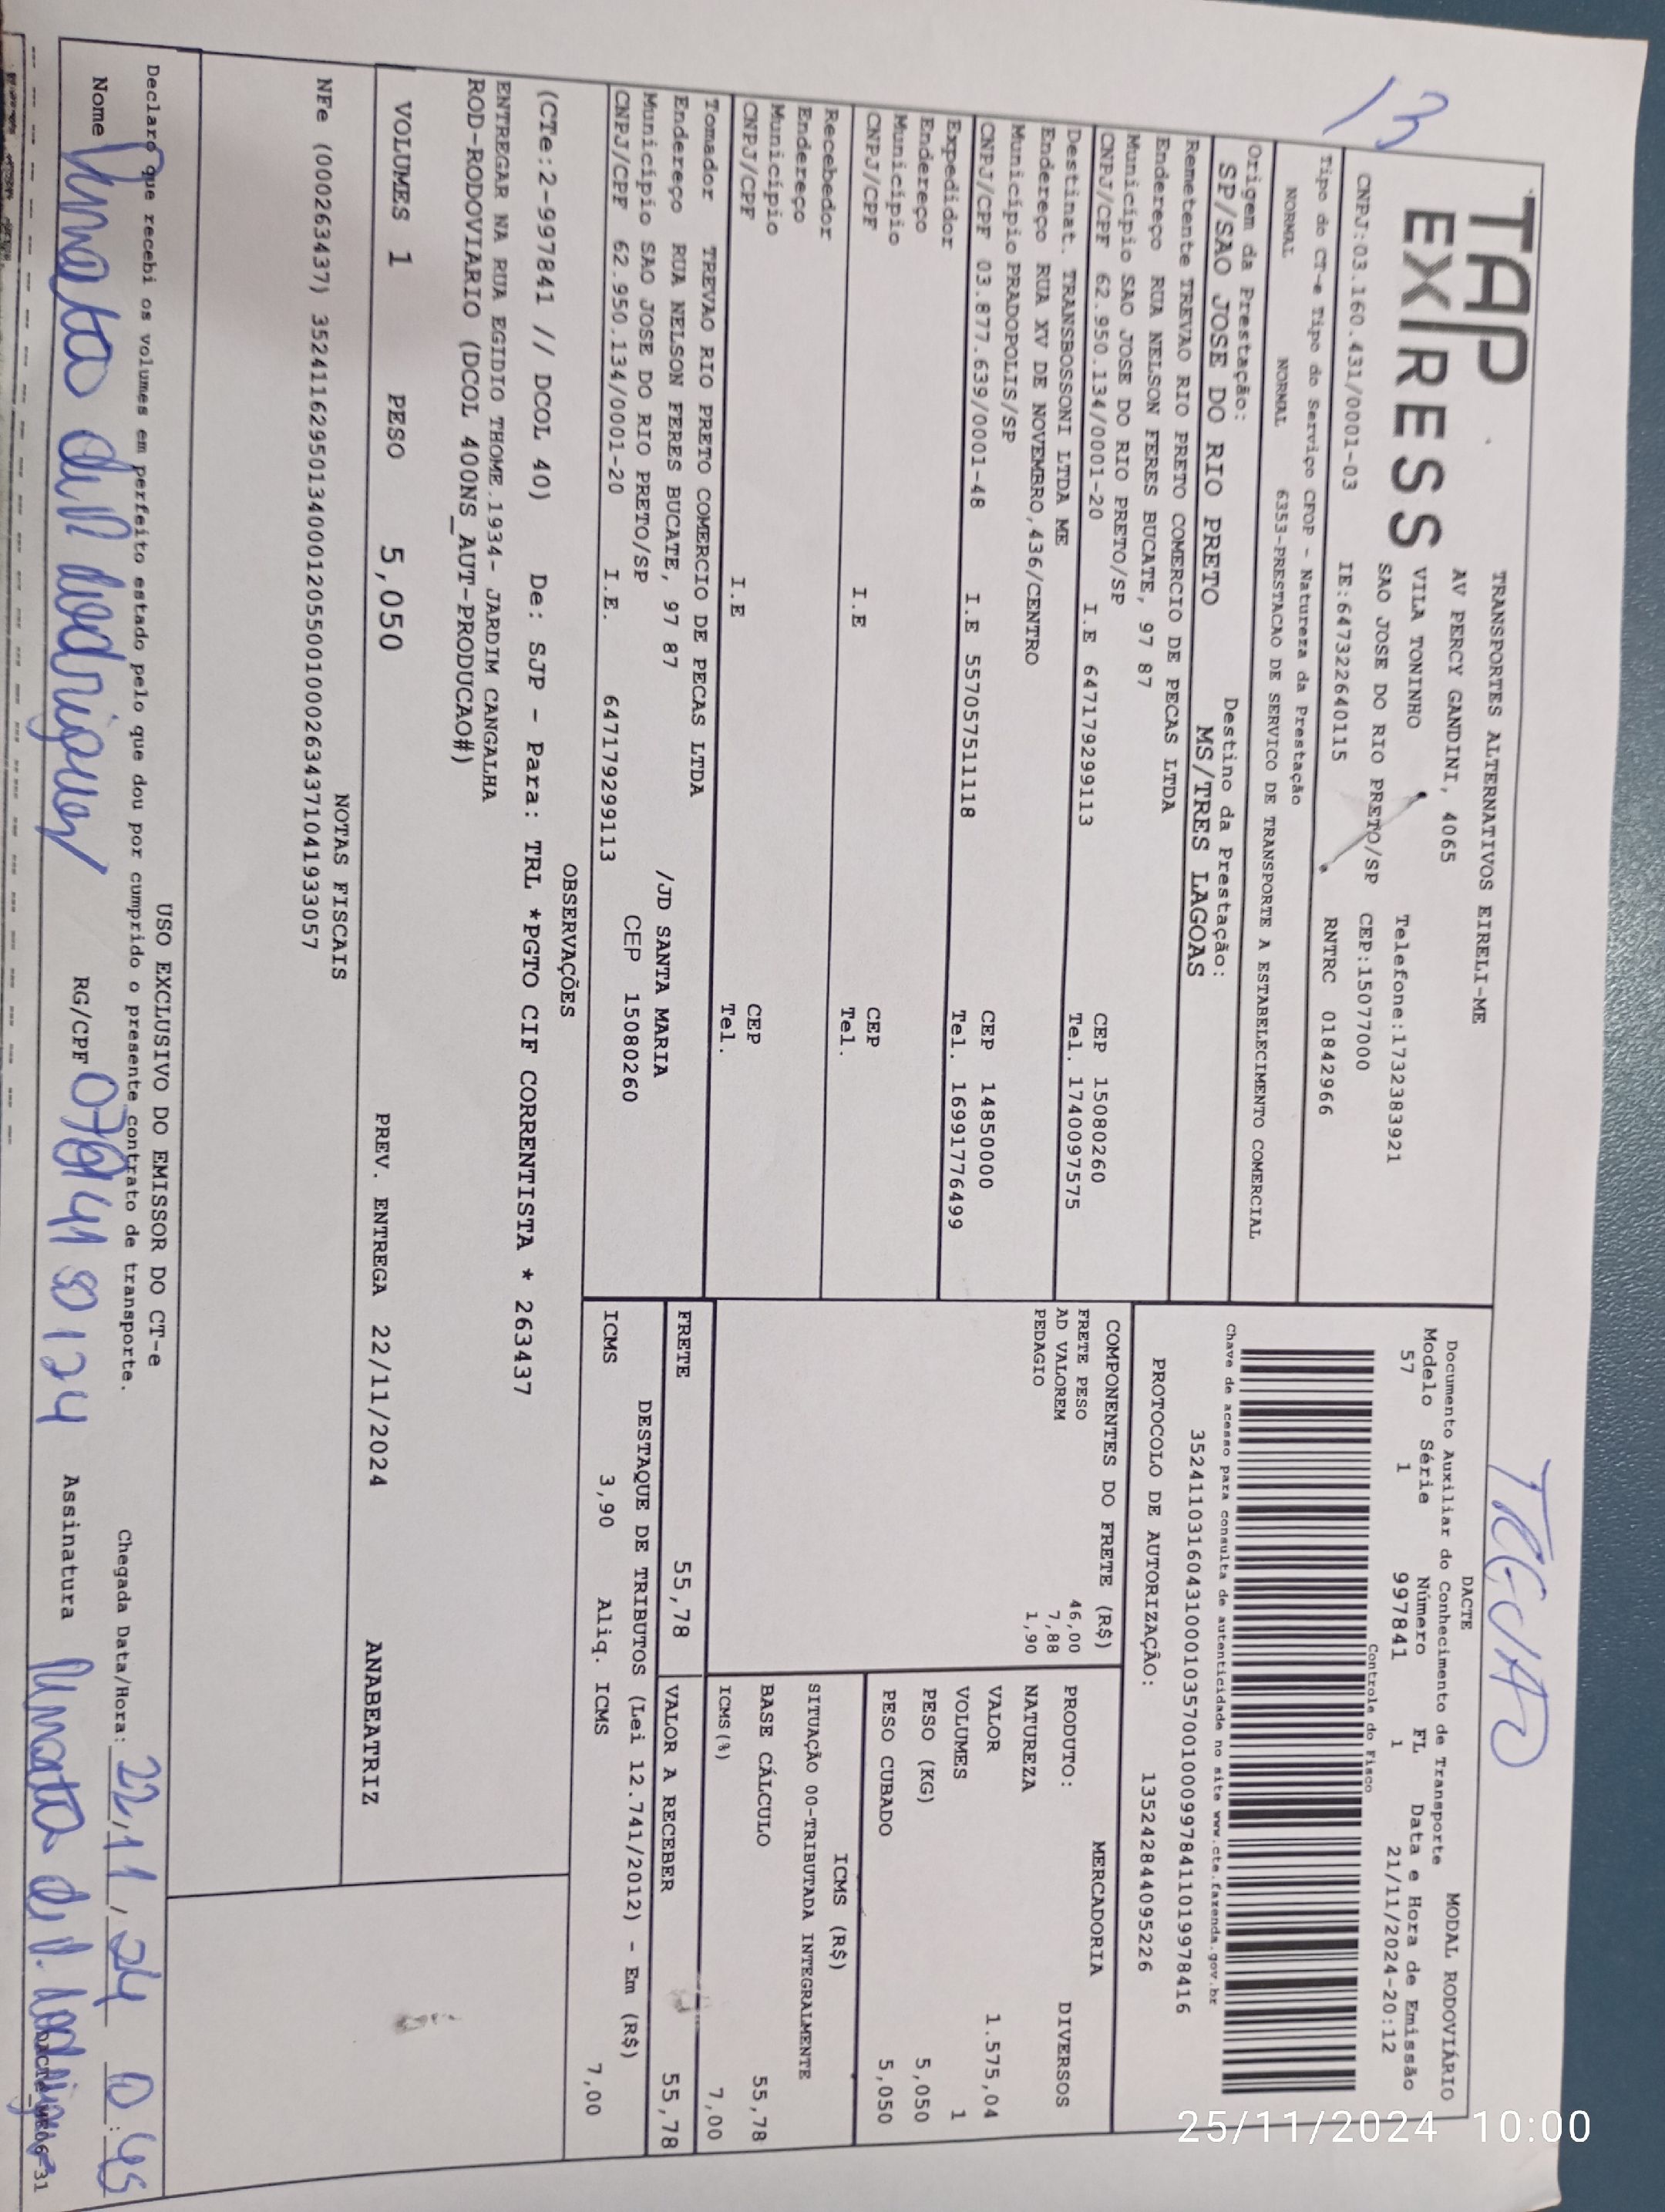 13
TRCVAO
TAP
EXPRESS
TRANSPORTES ALTERNATIVOS EIRELI-ME
AV PERCY GANDINI, 4065
VILA TONINHO
Telefone:1732383921
SAO JOSE DO RIO PRETO/SP CEP:15077000
CNPJ:03.160.431/0001-03 IE:647322640115 RNTRC 01842966
Tipo do CT-e Tipo do Serviço CFOP - Natureza da Prestação
NORMAL NORMAL 6353-PRESTACAO DE SERVICO DE TRANSPORTE A ESTABELECIMENTO COMERCIAL
Origem da Prestação: Destino da Prestação:
SP/SAO JOSE DO RIO PRETO MS/TRES LAGOAS
Remetente TREVAO RIO PRETO COMERCIO DE PECAS LTDA
Endereço RUA NELSON FERES BUCATE, 97 87
Município SAO JOSE DO RIO PRETO/SP CEP 15080260
CNPJ/CPF 62.950.134/0001-20 I.E 647179299113 Tel. 1740097575
Destinat. TRANSBOSSONI LTDA ME
Endereço RUA XV DE NOVEMBRO,436/CENTRO
Município PRADOPOLIS/SP CEP 14850000
CNPJ/CPF 03.877.639/0001-48 I.E 557057511118 Tel. 16991776499
Expedidor
Endereço
Município CEP
CNPJ/CPF I.E Tel.
Recebedor
Endereço
Município CEP
CNPJ/CPF I.E Tel.
Tomador TREVAO RIO PRETO COMERCIO DE PECAS LTDA
Endereço RUA NELSON FERES BUCATE, 97 87 /JD SANTA MARIA
Município SAO JOSE DO RIO PRETO/SP CEP 15080260
CNPJ/CPF 62.950.134/0001-20 I.E. 647179299113
DACTE MODAL RODOVIÁRIO
Documento Auxiliar do Conhecimento de Transporte
Modelo Série Número FL Data e Hora de Emissão
57 1 997841 1 21/11/2024-20:12
Controle do Fisco
Chave de acesso para consulta de autenticidade no site www.cte.fazenda.gov.br
35241103160431000103570010009978411019978416
PROTOCOLO DE AUTORIZAÇÃO: 135242844095226
COMPONENTES DO FRETE (R$)
FRETE PESO 46,00
AD VALOREM 7,88
PEDAGIO 1,90
MERCADORIA
PRODUTO: DIVERSOS
NATUREZA
VALOR 1.575,04
VOLUMES 1
PESO (KG) 5,050
PESO CUBADO 5,050
ICMS (R$)
SITUAÇÃO 00-TRIBUTADA INTEGRALMENTE
BASE CÁLCULO 55,78
ICMS(%) 7,00
FRETE 55,78 VALOR A RECEBER 55,78
DESTAQUE DE TRIBUTOS (Lei 12.741/2012) - Em (R$)
ICMS 3,90 Aliq. ICMS 7,00
OBSERVAÇÕES
(CTe:2-997841 // DCOL 40) De: SJP - Para: TRL *PGTO CIF CORRENTISTA * 263437
ENTREGAR NA RUA EGIDIO THOME,1934- JARDIM CANGALHA
ROD-RODOVIARIO (DCOL 400NS_AUT-PRODUCAO#)
VOLUMES 1 PESO 5,050 PREV. ENTREGA 22/11/2024 ANABEATRIZ
NOTAS FISCAIS
NFe (000263437) 35241162950134000120550010002634371041933057
USO EXCLUSIVO DO EMISSOR DO CT-e
Declaro que recebi os volumes em perfeito estado pelo que dou por cumprido o presente contrato de transporte. Chegada Data/Hora: 22/11/24
Nome RG/CPF Assinatura
25/11/2024 10:00